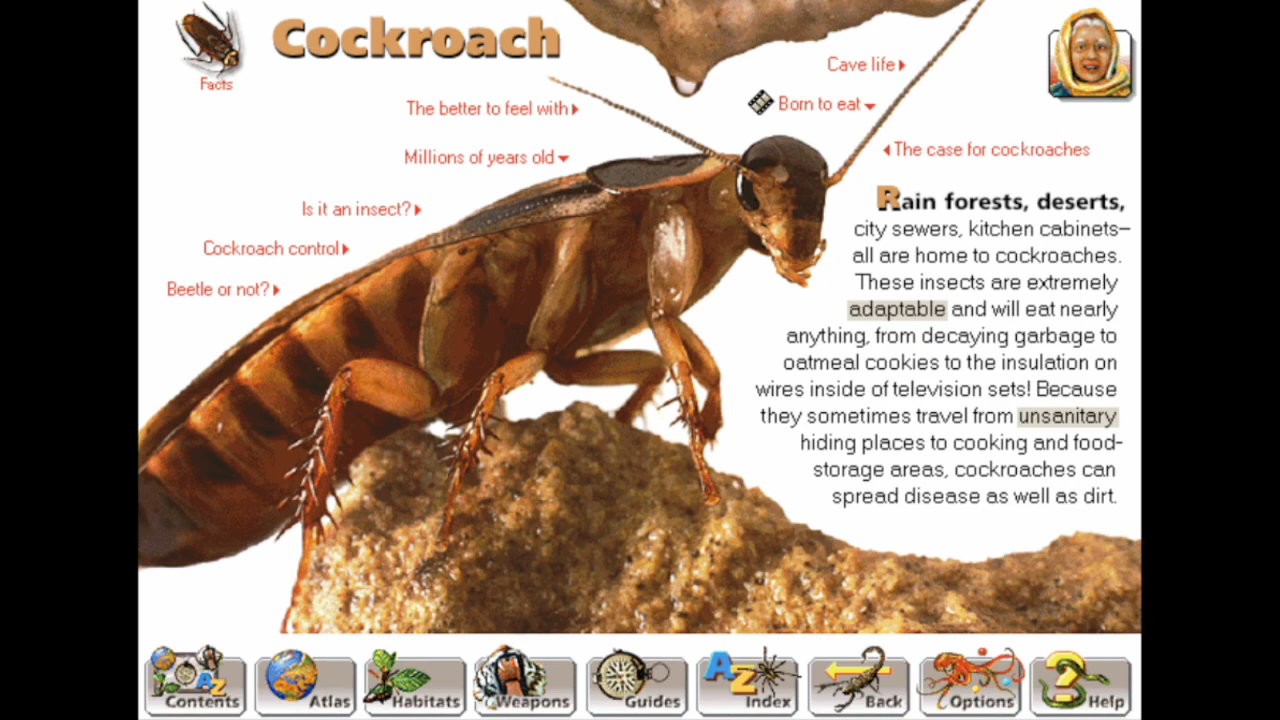 Cockroach
Facts
Cave life
The better to feel with
Born to eat
Millions of years old
The case for cockroaches
Is it an insect?
Cockroach control
Beetle or not?
Rain forests, deserts,
city sewers, kitchen cabinets–
all are home to cockroaches.
These insects are extremely
adaptable and will eat nearly
anything, from decaying garbage to
oatmeal cookies to the insulation on
wires inside of television sets! Because
they sometimes travel from unsanitary
hiding places to cooking and food-
storage areas, cockroaches can
spread disease as well as dirt.
AZ
Contents
Atlas
Habitats
Weapons
Guides
AZ
Index
Back
Options
?
Help